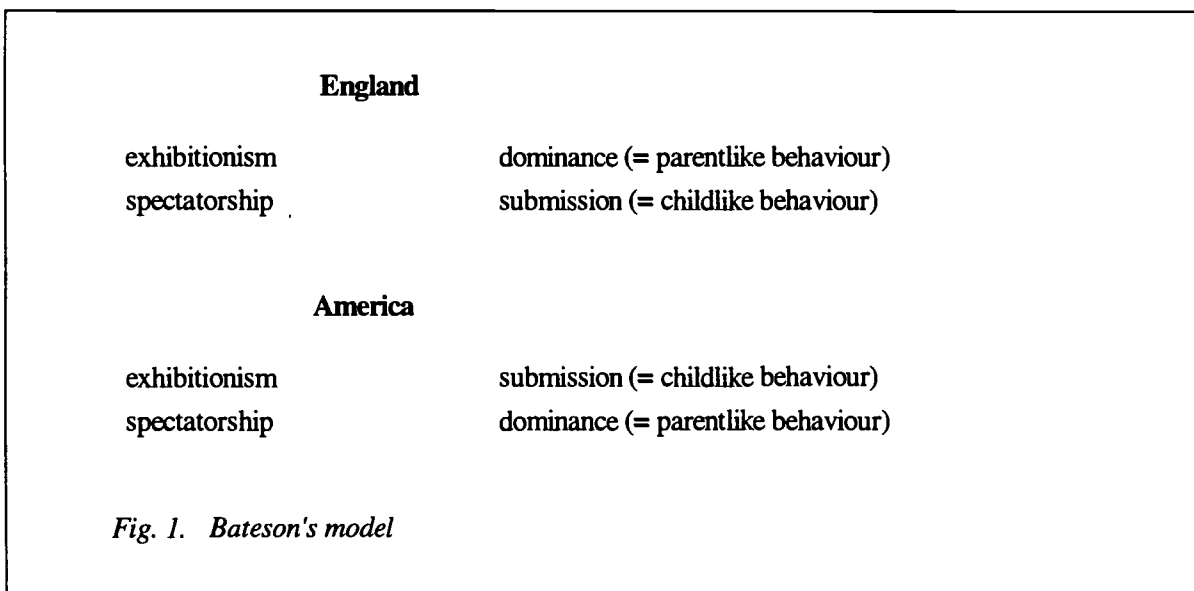 England
exhibitionism dominance (= parentlike behaviour)
spectatorship submission (= childlike behaviour)
America
exhibitionism submission (= childlike behaviour)
spectatorship dominance (= parentlike behaviour)
Fig. 1. Bateson's model